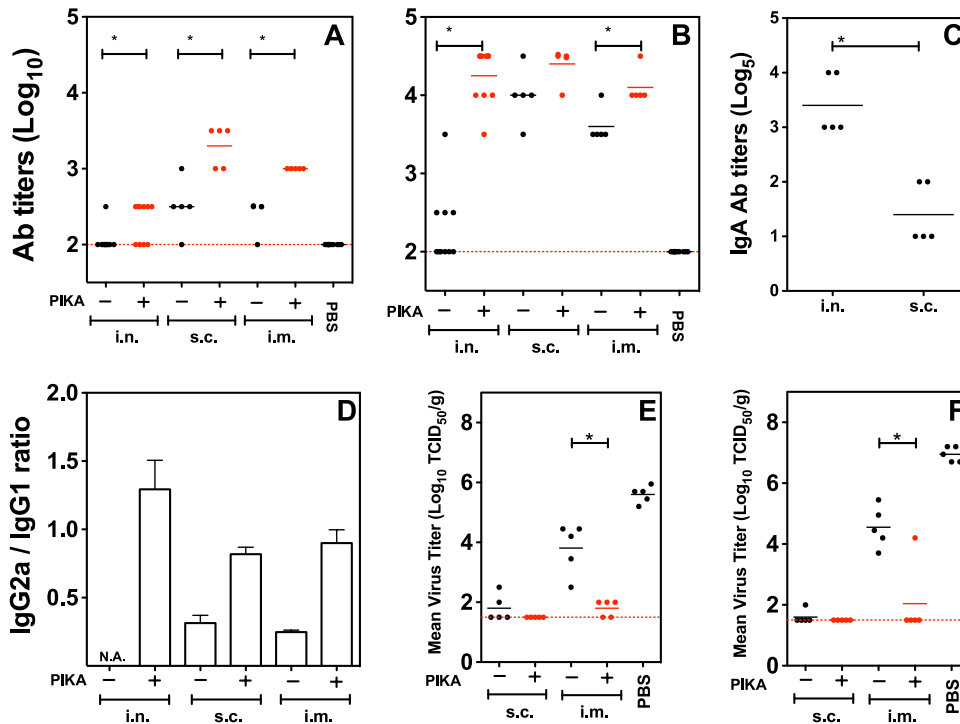 A
Ab titers (Log10)
5
4
3
2
*
*
*
PIKA
− + − + − + PBS
i.n. s.c. i.m.
B
5
4
3
2
*
*
PIKA
− + − + − + PBS
i.n. s.c. i.m.
C
IgA Ab titers (Log5)
5
4
3
2
1
0
*
i.n. s.c.
D
IgG2a / IgG1 ratio
2.0
1.5
1.0
0.5
N.A.
PIKA
− + − + − +
i.n. s.c. i.m.
E
Mean Virus Titer (Log10 TCID50/g)
8
6
4
2
0
*
PIKA
− + − + PBS
s.c. i.m.
F
Mean Virus Titer (Log10 TCID50/g)
8
6
4
2
0
*
PIKA
− + − + PBS
s.c. i.m.